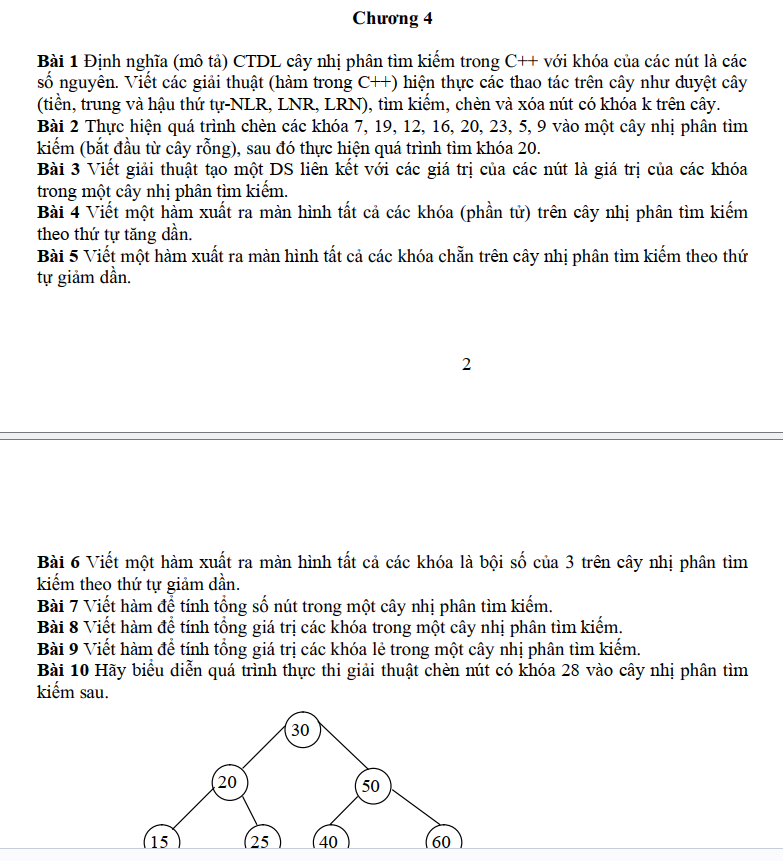 Chương 4
Bài 1 Định nghĩa (mô tả) CTDL cây nhị phân tìm kiếm trong C++ với khóa của các nút là các
số nguyên. Viết các giải thuật (hàm trong C++) hiện thực các thao tác trên cây như duyệt cây
(tiền, trung và hậu thứ tự-NLR, LNR, LRN), tìm kiếm, chèn và xóa nút có khóa k trên cây.
Bài 2 Thực hiện quá trình chèn các khóa 7, 19, 12, 16, 20, 23, 5, 9 vào một cây nhị phân tìm
kiếm (bắt đầu từ cây rỗng), sau đó thực hiện quá trình tìm khóa 20.
Bài 3 Viết giải thuật tạo một DS liên kết với các giá trị của các nút là giá trị của các khóa
trong một cây nhị phân tìm kiếm.
Bài 4 Viết một hàm xuất ra màn hình tất cả các khóa (phần tử) trên cây nhị phân tìm kiếm
theo thứ tự tăng dần.
Bài 5 Viết một hàm xuất ra màn hình tất cả các khóa chẵn trên cây nhị phân tìm kiếm theo thứ
tự giảm dần.
2
Bài 6 Viết một hàm xuất ra màn hình tất cả các khóa là bội số của 3 trên cây nhị phân tìm
kiếm theo thứ tự giảm dần.
Bài 7 Viết hàm để tính tổng số nút trong một cây nhị phân tìm kiếm.
Bài 8 Viết hàm để tính tổng giá trị các khóa trong một cây nhị phân tìm kiếm.
Bài 9 Viết hàm để tính tổng giá trị các khóa lẻ trong một cây nhị phân tìm kiếm.
Bài 10 Hãy biểu diễn quá trình thực thi giải thuật chèn nút có khóa 28 vào cây nhị phân tìm
kiếm sau.
30
20 50
15 25 40 60